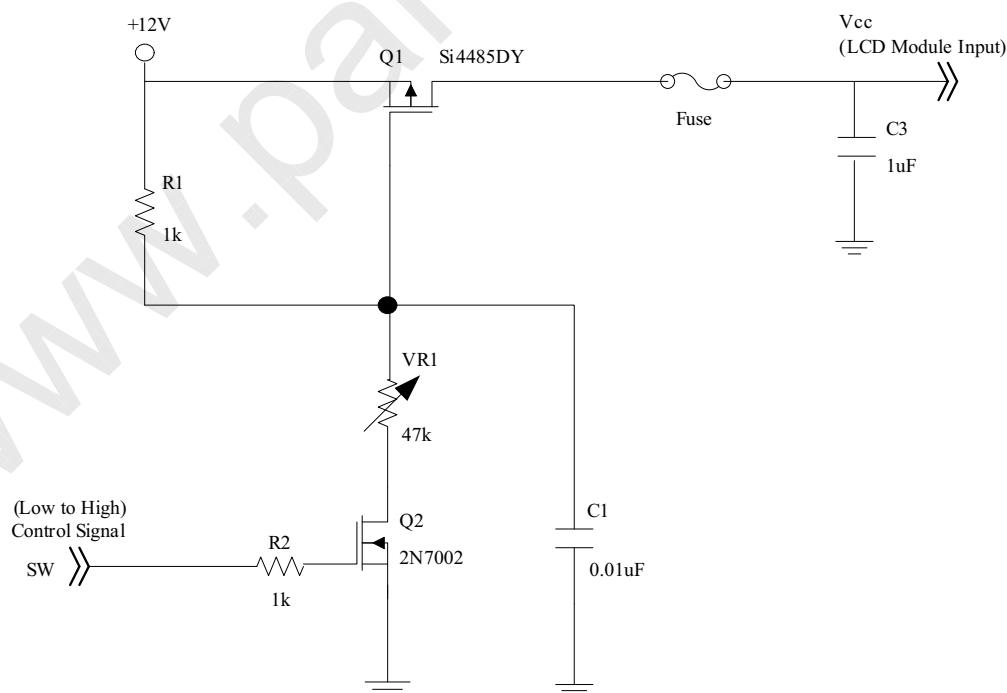 +12V
Vcc
(LCD Module Input)
Q1
Si4485DY
Fuse
C3
1uF
R1
1k
VR1
47k
(Low to High)
Control Signal
SW
R2
1k
Q2
2N7002
C1
0.01uF
www.pa